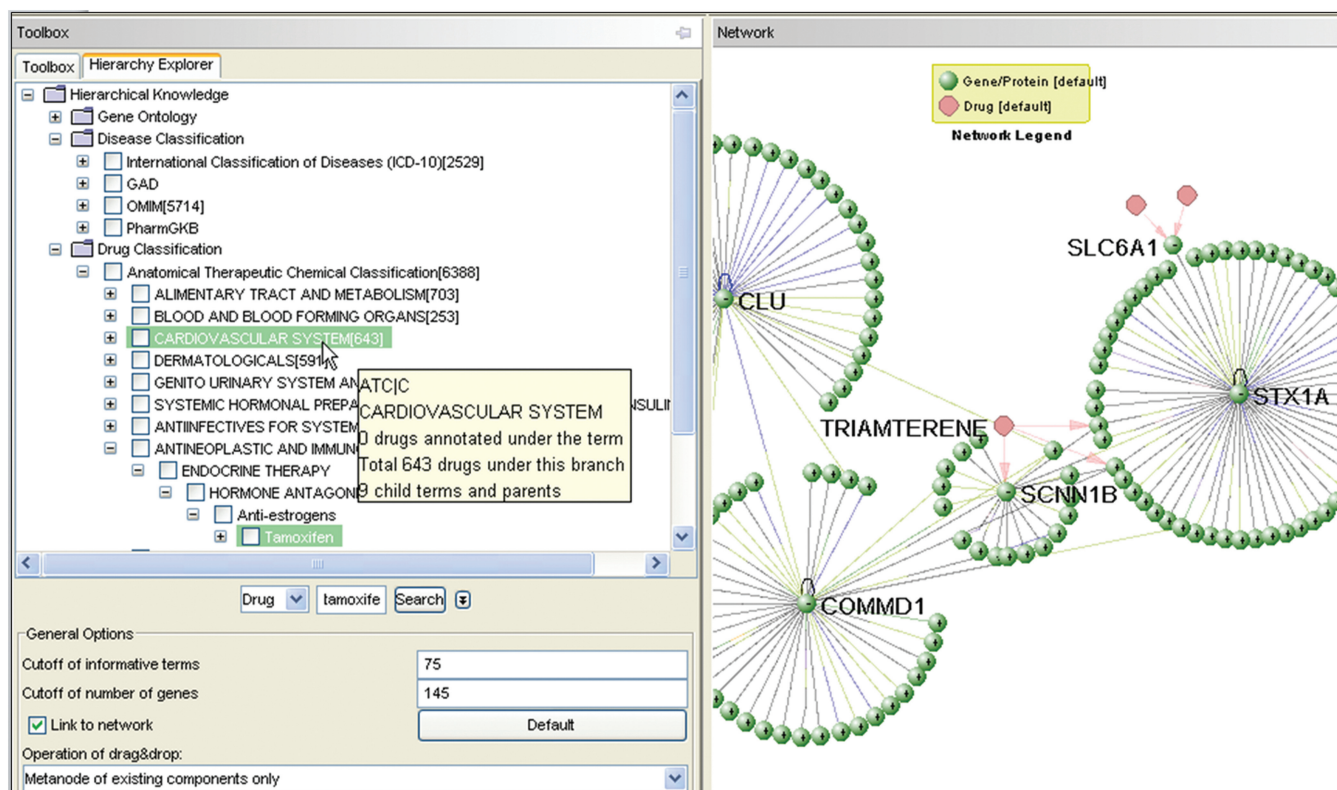 Toolbox
Toolbox
Hierarchy Explorer
Hierarchical Knowledge
Gene Ontology
Disease Classification
International Classification of Diseases (ICD-10)[2529]
GAD
OMIM[5714]
PharmGKB
Drug Classification
Anatomical Therapeutic Chemical Classification[6388]
ALIMENTARY TRACT AND METABOLISM[703]
BLOOD AND BLOOD FORMING ORGANS[253]
CARDIOVASCULAR SYSTEM[643]
DERMATOLOGICALS[591]
GENITO URINARY SYSTEM AN
SYSTEMIC HORMONAL PREPA
NSULI
ANTIINFECTIVES FOR SYSTEM
ANTINEOPLASTIC AND IMMUN
ENDOCRINE THERAPY
HORMONE ANTAGON
Anti-estrogens
Tamoxifen
ATC|C
CARDIOVASCULAR SYSTEM
0 drugs annotated under the term
Total 643 drugs under this branch
9 child terms and parents
Drug
tamoxife
Search
General Options
Cutoff of informative terms
75
Cutoff of number of genes
145
Link to network
Default
Operation of drag&drop:
Metanode of existing components only
Network
Gene/Protein [default]
Drug [default]
Network Legend
SLC6A1
CLU
STX1A
TRIAMTERENE
SCNN1B
COMMD1